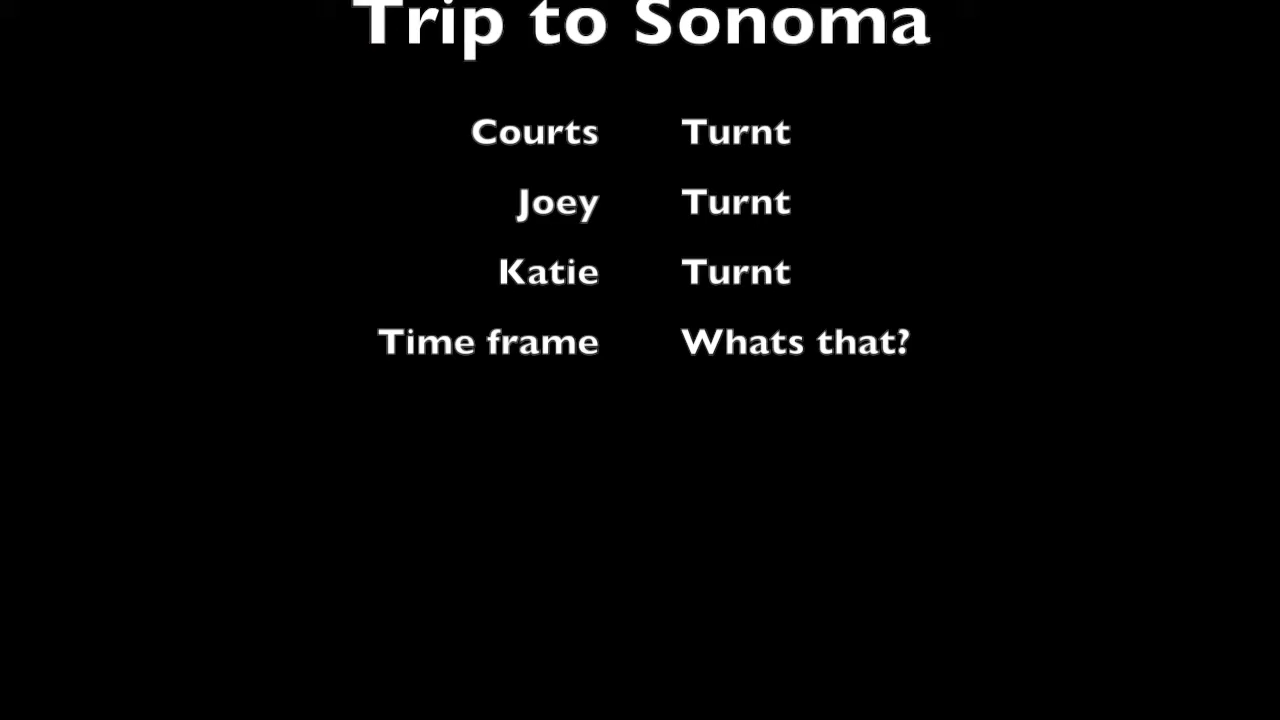 Trip to Sonoma
Courts Turnt
Joey Turnt
Katie Turnt
Time frame Whats that?